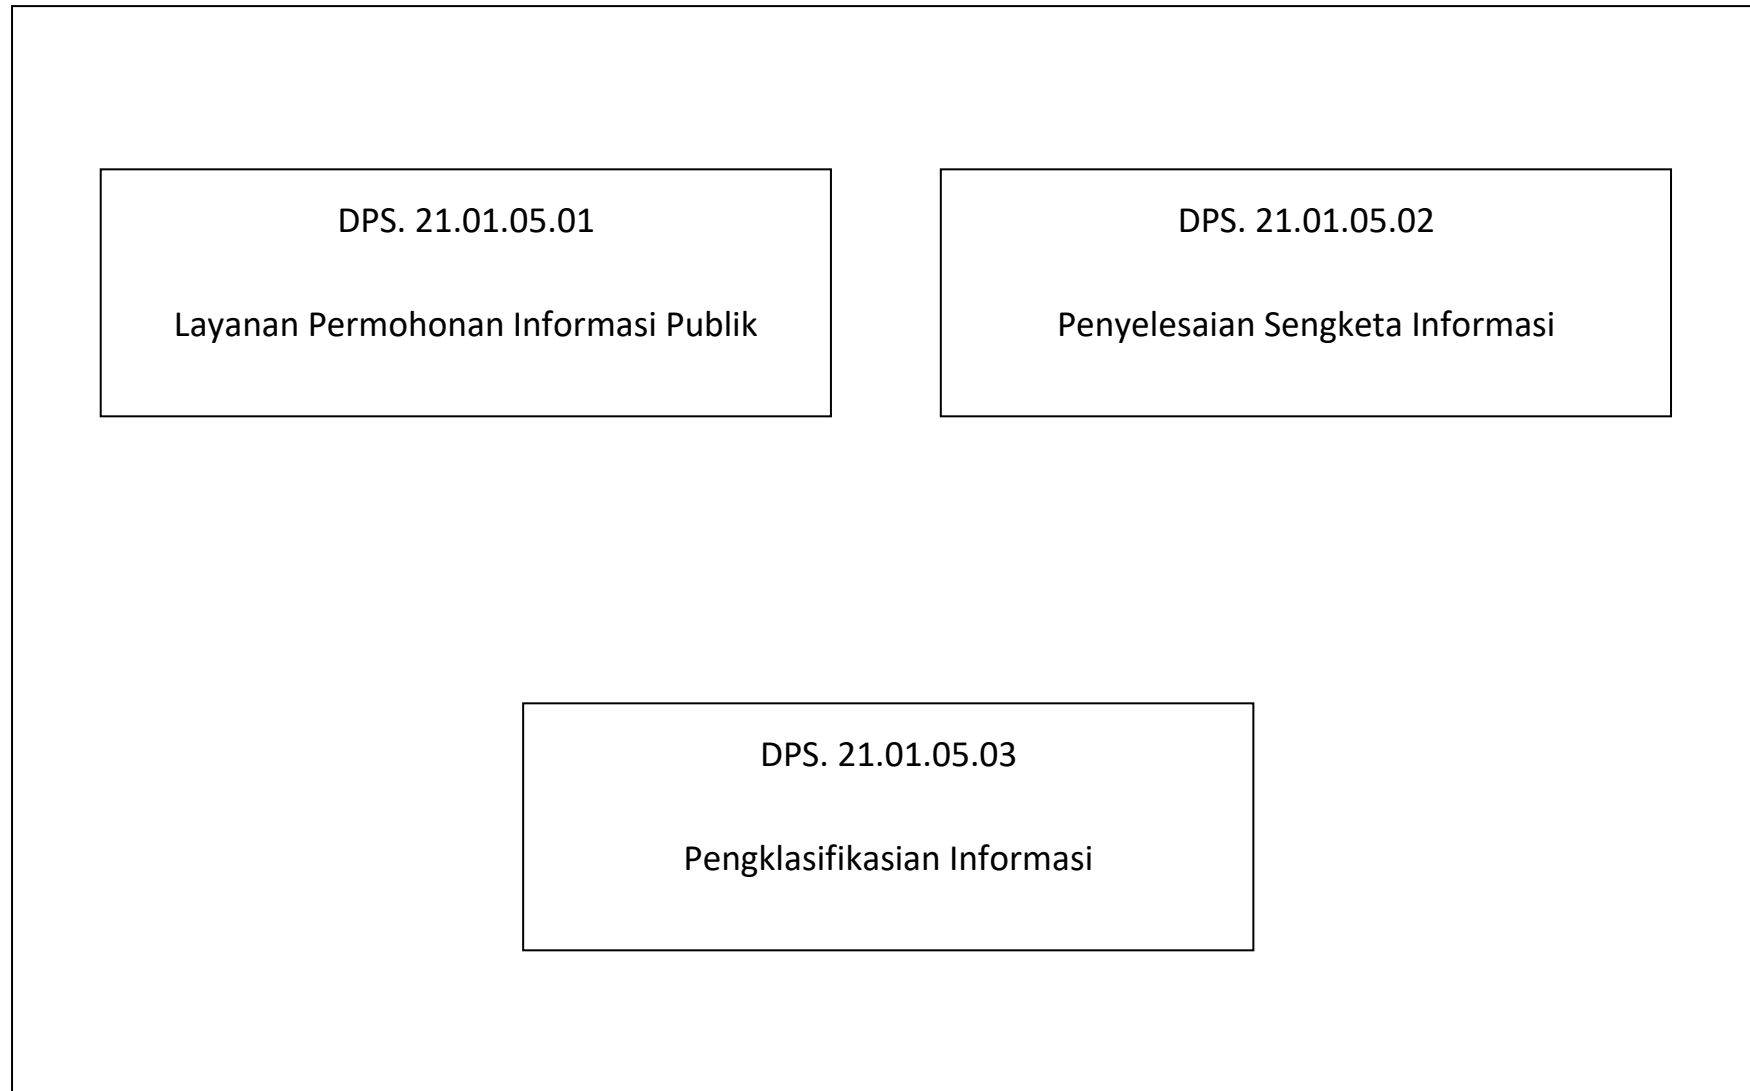 DPS. 21.01.05.01
Layanan Permohonan Informasi Publik
DPS. 21.01.05.02
Penyelesaian Sengketa Informasi
DPS. 21.01.05.03
Pengklasifikasian Informasi